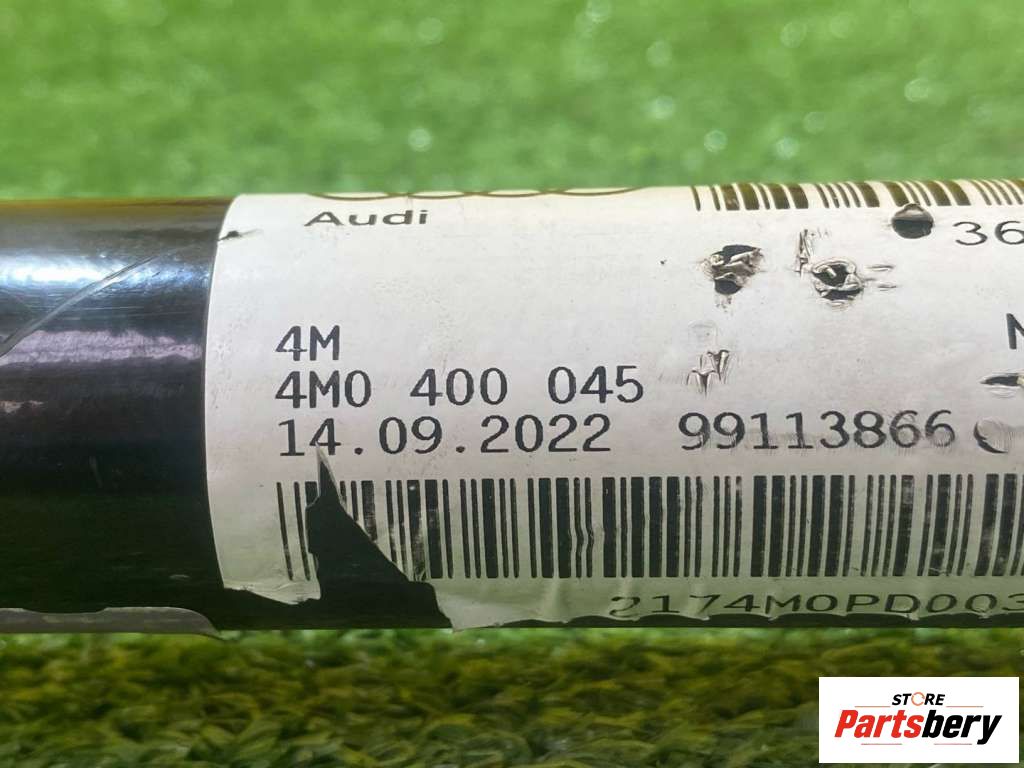 Audi
36
4M
4M0 400 045
14.09.2022 99113866
2174M0PD003
STORE
Partsbery